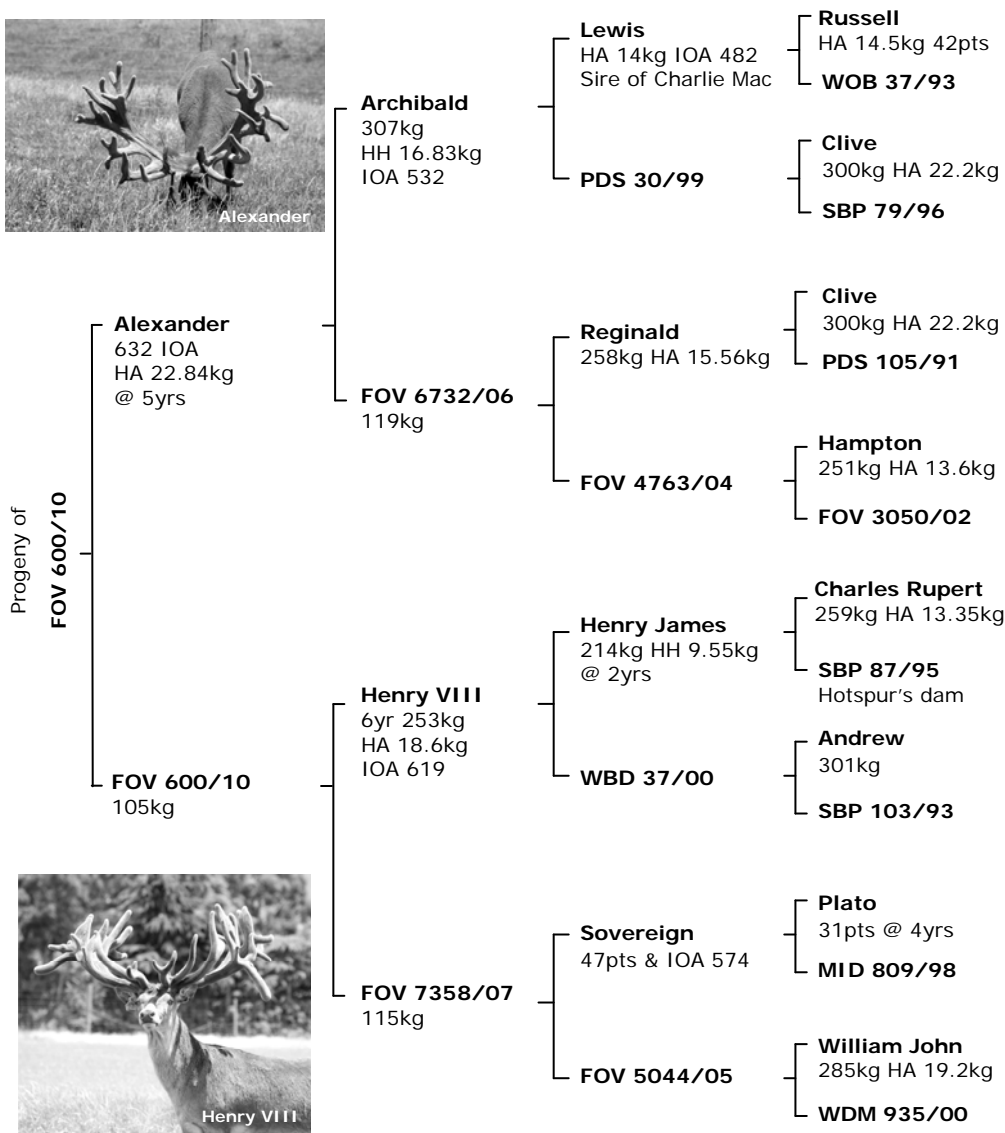 Alexander
Progeny of
FOV 600/10
Alexander
632 IOA
HA 22.84kg
@ 5yrs
FOV 600/10
105kg
Archibald
307kg
HH 16.83kg
IOA 532
FOV 6732/06
119kg
Henry VIII
6yr 253kg
HA 18.6kg
IOA 619
FOV 7358/07
115kg
Lewis
HA 14kg IOA 482
Sire of Charlie Mac
PDS 30/99
Reginald
258kg HA 15.56kg
FOV 4763/04
Henry James
214kg HH 9.55kg
@ 2yrs
WBD 37/00
Sovereign
47pts & IOA 574
FOV 5044/05
Russell
HA 14.5kg 42pts
WOB 37/93
Clive
300kg HA 22.2kg
SBP 79/96
Clive
300kg HA 22.2kg
PDS 105/91
Hampton
251kg HA 13.6kg
FOV 3050/02
Charles Rupert
259kg HA 13.35kg
SBP 87/95
Hotspur's dam
Andrew
301kg
SBP 103/93
Plato
31pts @ 4yrs
MID 809/98
William John
285kg HA 19.2kg
WDM 935/00
Henry VIII